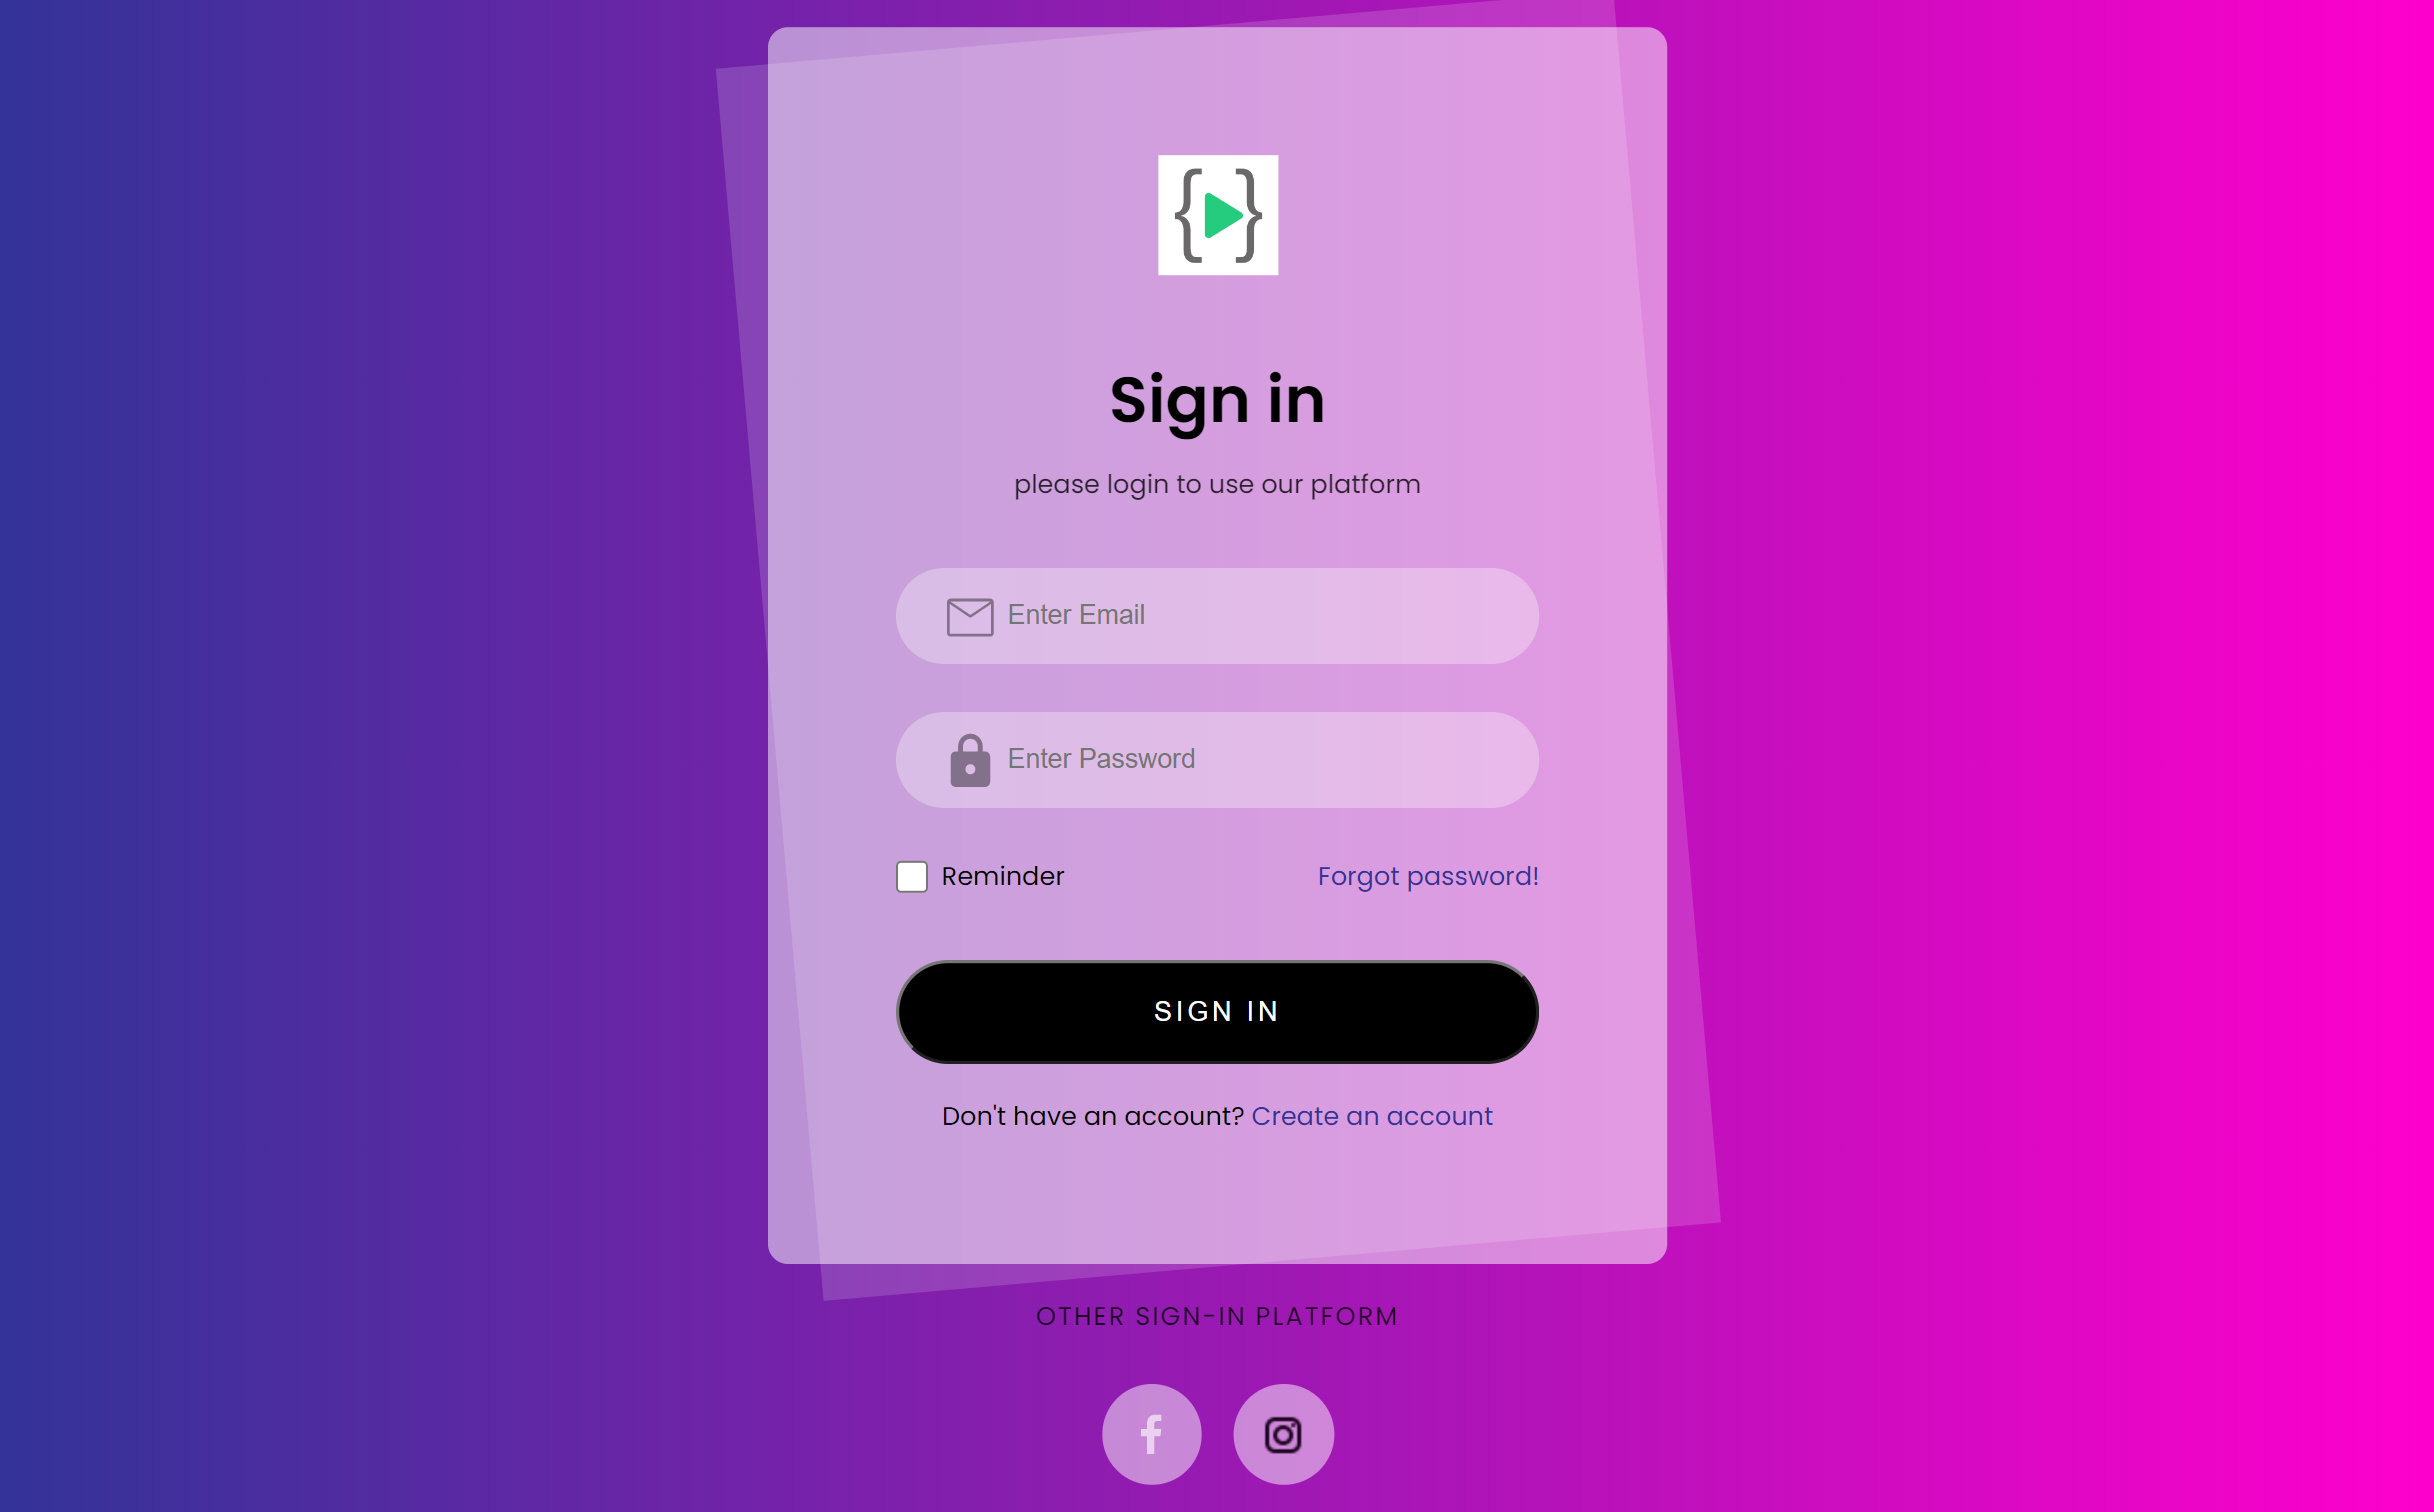 Sign in
please login to use our platform
Enter Email
Enter Password
Reminder
Forgot password!
SIGN IN
Don't have an account? Create an account
OTHER SIGN-IN PLATFORM